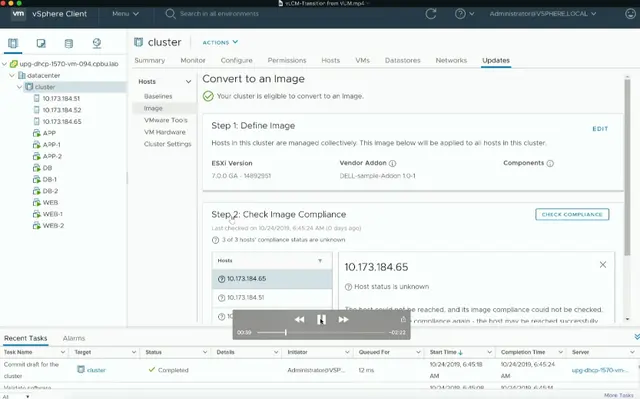 VLCM-Transition from VUM.mp4
vm vSphere Client Menu Search in all environments Administrator@VSPHERE.LOCAL
upg-dhcp-1570-vm-094.cpbu.lab
datacenter
cluster
10.173.184.51
10.173.184.52
10.173.184.65
APP
APP-1
APP-2
DB
DB-1
DB-2
WEB
WEB-1
WEB-2
cluster ACTIONS
Summary Monitor Configure Permissions Hosts VMs Datastores Networks Updates
Hosts
Baselines
Image
VMware Tools
VM Hardware
Cluster Settings
Convert to an Image
Your cluster is eligible to convert to an Image.
Step 1: Define Image EDIT
Hosts in this cluster are managed collectively. This image below will be applied to all hosts in this cluster.
ESXi Version Vendor Addon Components
7.0.0 GA - 14892951 DELL-sample-Addon 1.0-1
Step 2: Check Image Compliance CHECK COMPLIANCE
Last checked on 10/24/2019, 6:45:24 AM (0 days ago)
3 of 3 hosts' compliance status are unknown
Hosts
10.173.184.65
10.173.184.51
10.173.184.65
Host status is unknown
The host could not be reached, and its image compliance could not be checked.
compliance again - the host may be reached successfully
00:39 -02:22
Recent Tasks Alarms
Task Name Target Status Details Initiator Queued For Start Time Completion Time Server
Commit draft for the cluster cluster Completed Administrator@VSP... 12 ms 10/24/2019, 6:45:18 AM 10/24/2019, 6:45:24 AM upg-dhcp-1570-vm-...
Validate software
All More Tasks